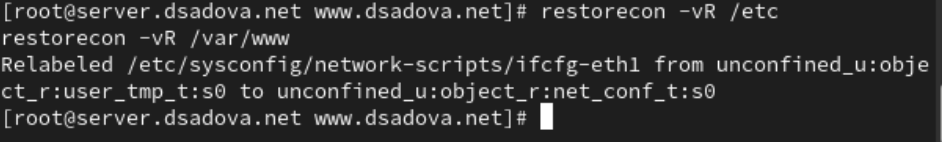 [root@server.dsadova.net www.dsadova.net]# restorecon -vR /etc
restorecon -vR /var/www
Relabeled /etc/sysconfig/network-scripts/ifcfg-eth1 from unconfined_u:obje
ct_r:user_tmp_t:s0 to unconfined_u:object_r:net_conf_t:s0
[root@server.dsadova.net www.dsadova.net]#